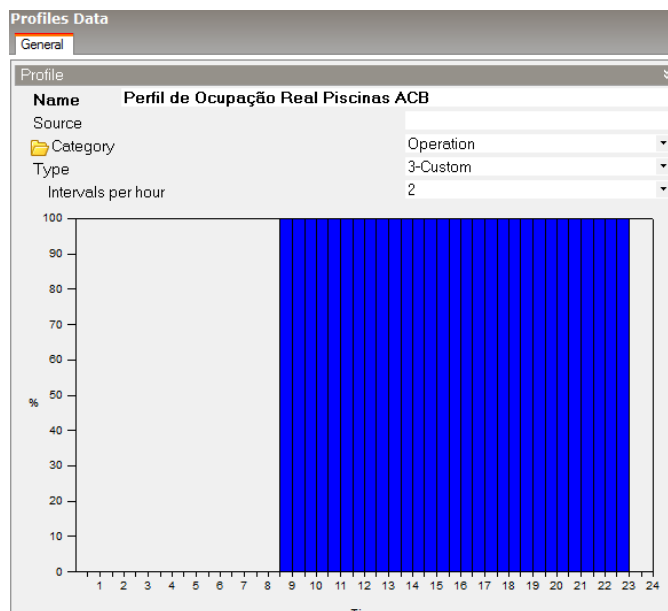 Profiles Data
General
Profile
Name Perfil de Ocupação Real Piscinas ACB
Source
Category Operation
Type 3-Custom
Intervals per hour 2
100
90
80
70
60
50
%
40
30
20
10
0
1 2 3 4 5 6 7 8 9 10 11 12 13 14 15 16 17 18 19 20 21 22 23 24